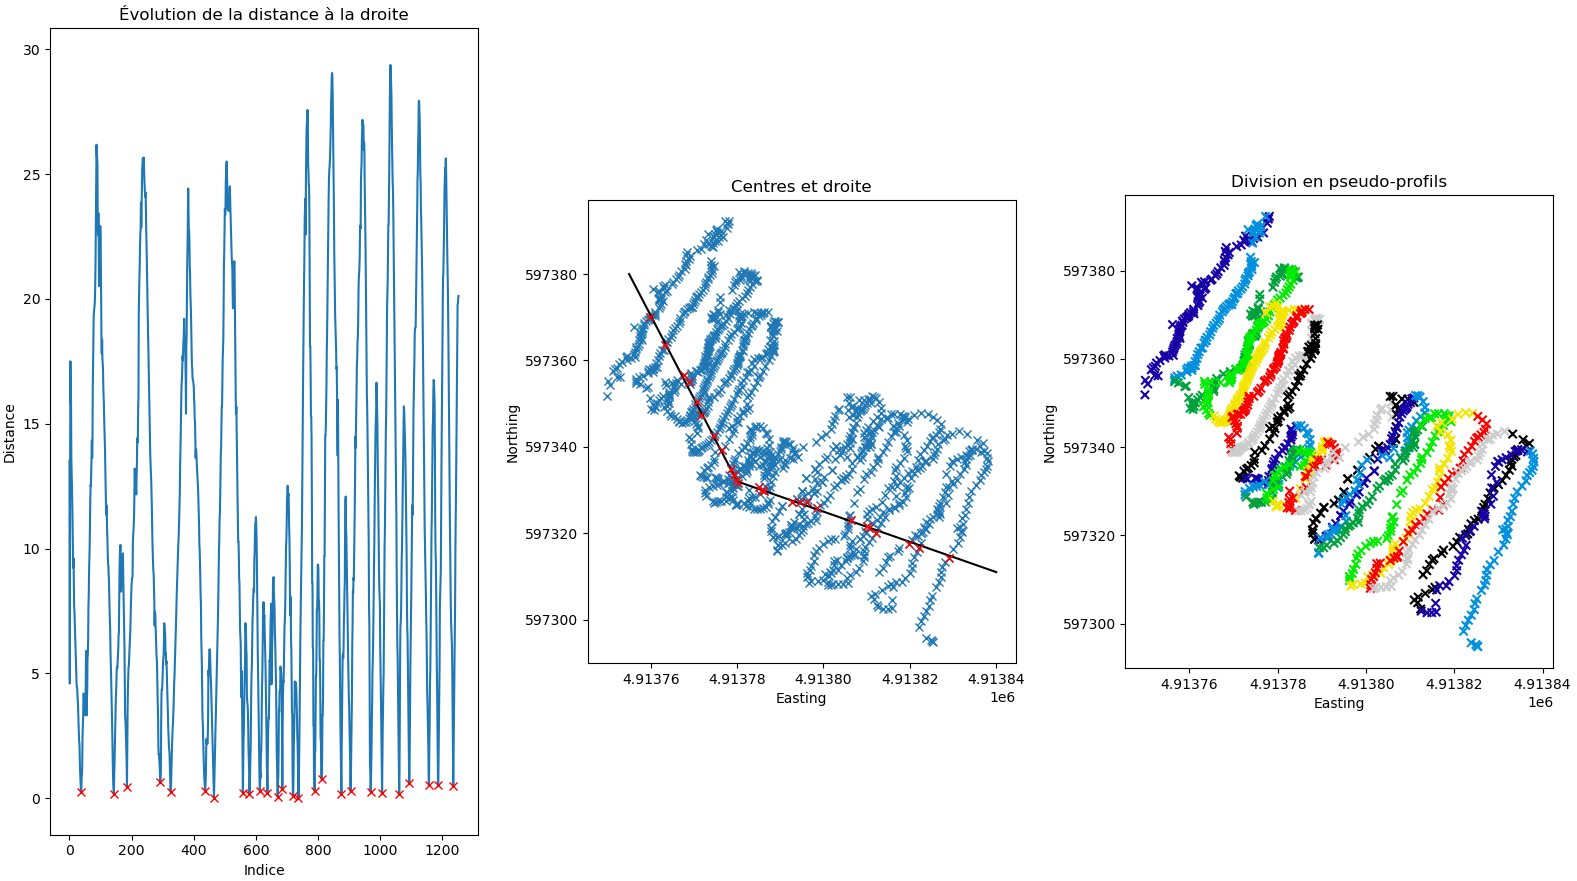 Évolution de la distance à la droite
30
25
20
15
10
5
0
Distance
0 200 400 600 800 1000 1200
Indice
Centres et droite
597380
597360
597340
597320
597300
Northing
4.91376 4.91378 4.91380 4.91382 4.91384
1e6
Easting
Division en pseudo-profils
597380
597360
597340
597320
597300
Northing
4.91376 4.91378 4.91380 4.91382 4.91384
1e6
Easting